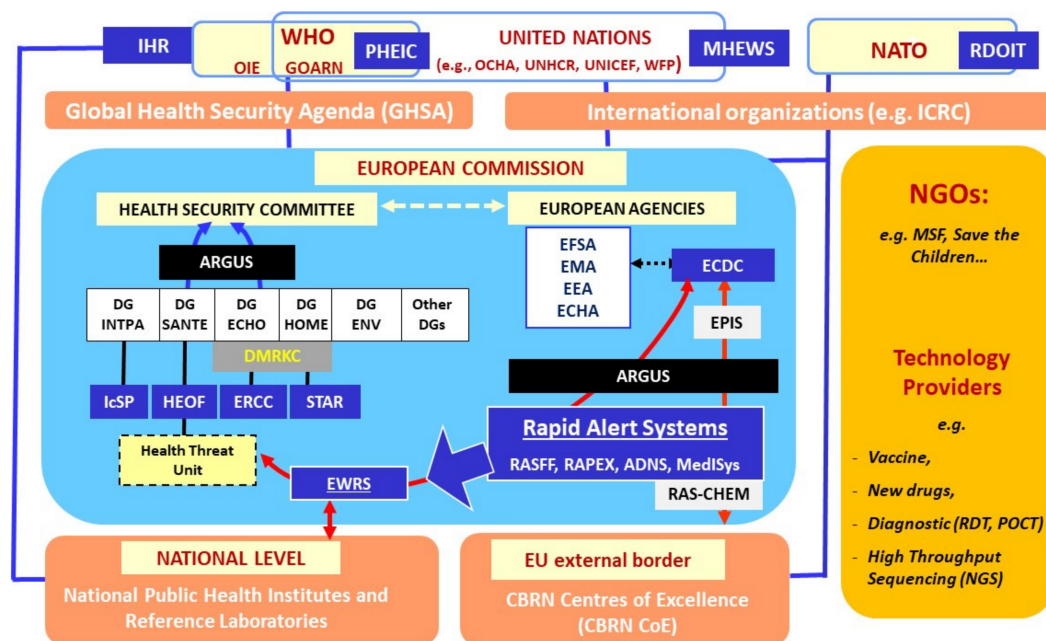 IHR
WHO
OIE GOARN
PHEIC
UNITED NATIONS
(e.g., OCHA, UNHCR, UNICEF, WFP)
MHEWS
NATO
RDOIT
Global Health Security Agenda (GHSA)
International organizations (e.g. ICRC)
EUROPEAN COMMISSION
HEALTH SECURITY COMMITTEE
EUROPEAN AGENCIES
ARGUS
EFSA
EMA
EEA
ECHA
ECDC
DG
INTPA
DG
SANTE
DG
ECHO
DG
HOME
DG
ENV
Other
DGs
DMRKC
EPIS
ARGUS
IcSP
HEOF
ERCC
STAR
Rapid Alert Systems
RASFF, RAPEX, ADNS, MedISys
Health Threat
Unit
EWRS
RAS-CHEM
NATIONAL LEVEL
National Public Health Institutes and
Reference Laboratories
EU external border
CBRN Centres of Excellence
(CBRN CoE)
NGOs:
e.g. MSF, Save the
Children…
Technology
Providers
e.g.
- Vaccine,
- New drugs,
- Diagnostic (RDT, POCT)
- High Throughput
Sequencing (NGS)